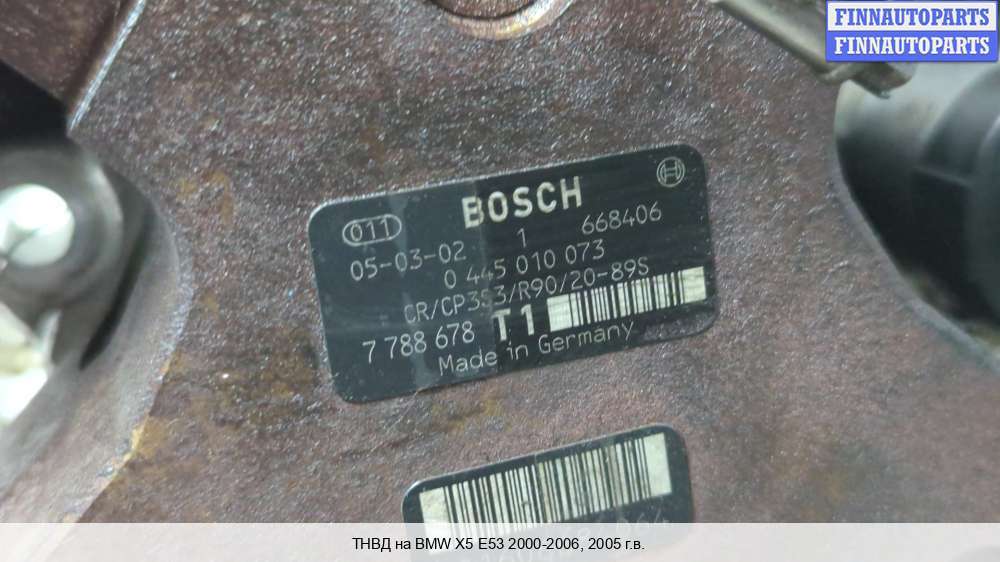 FINNAUTOPARTS
FINNAUTOPARTS
011 BOSCH
05-03-02 1 668406
0 445 010 073
CR/CP3S3/R90/20-89S
7 788 678 T1
Made in Germany
ТНВД на BMW X5 E53 2000-2006, 2005 г.в.